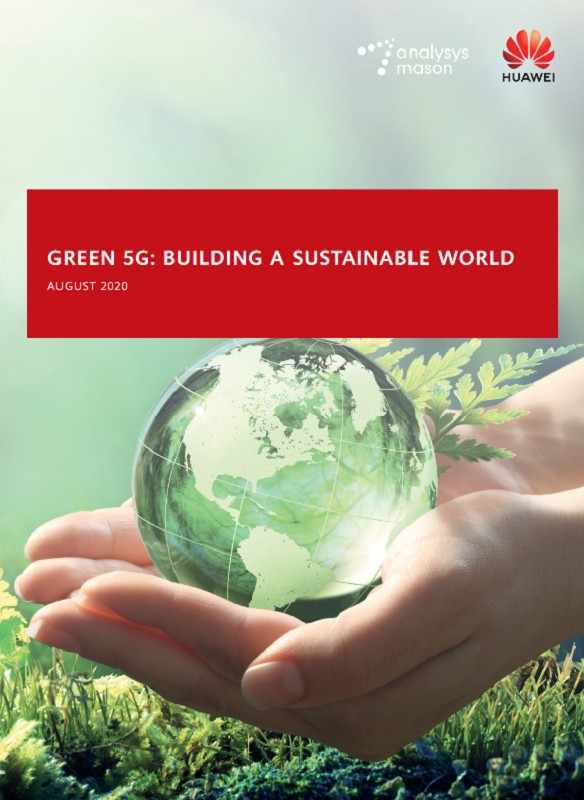 analysys
mason
HUAWEI
GREEN 5G: BUILDING A SUSTAINABLE WORLD
AUGUST 2020